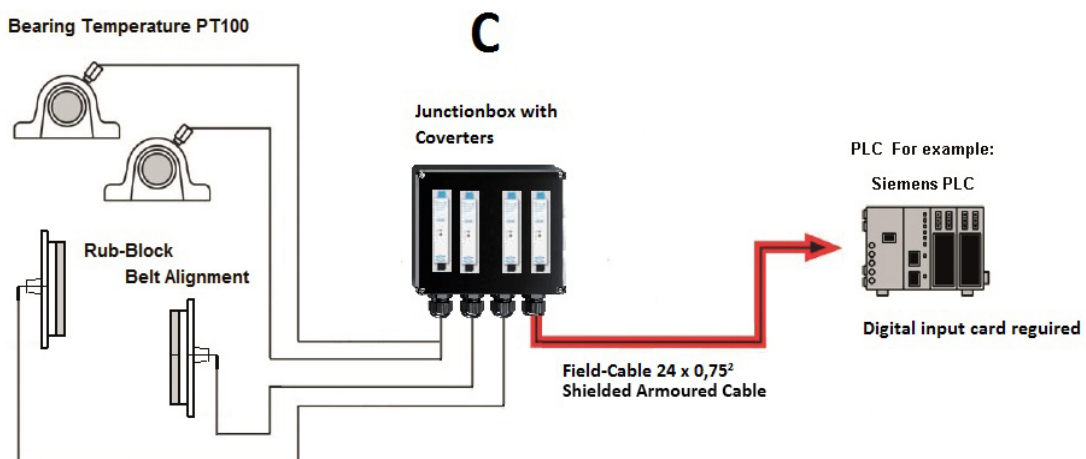 Bearing Temperature PT100
C
Junctionbox with
Coverters
PLC For example:
Siemens PLC
Rub-Block
Belt Alignment
Digital input card reguired
Field-Cable 24 x 0,75²
Shielded Armoured Cable